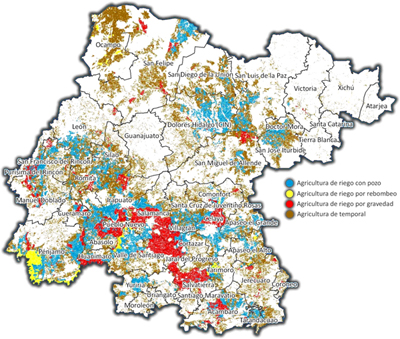 Ocampo
San Felipe
San Diego de la Unión
San Luis de la Paz
Victoria
Xichú
Atarjea
León
Guanajuato
Dolores Hidalgo CIN
Doctor Mora
Santa Catarina
Tierra Blanca
San José Iturbide
San Francisco del Rincón
Purísima del Rincón
Silao
Romita
San Miguel de Allende
Manuel Doblado
Irapuato
Comonfort
Cuerámaro
Salamanca
Santa Cruz de Juventino Rosas
Celaya
Apaseo el Grande
Pueblo Nuevo
Villagrán
Pénjamo
Abasolo
Cortazar
Apaseo el Alto
Huanímaro
Valle de Santiago
Jaral del Progreso
Tarimoro
Jerécuaro
Coroneo
Yuriria
Salvatierra
Uriangato
Santiago Maravatío
Moroleón
Acámbaro
Tarandacuao
Agricultura de riego con pozo
Agricultura de riego por rebombeo
Agricultura de riego por gravedad
Agricultura de temporal